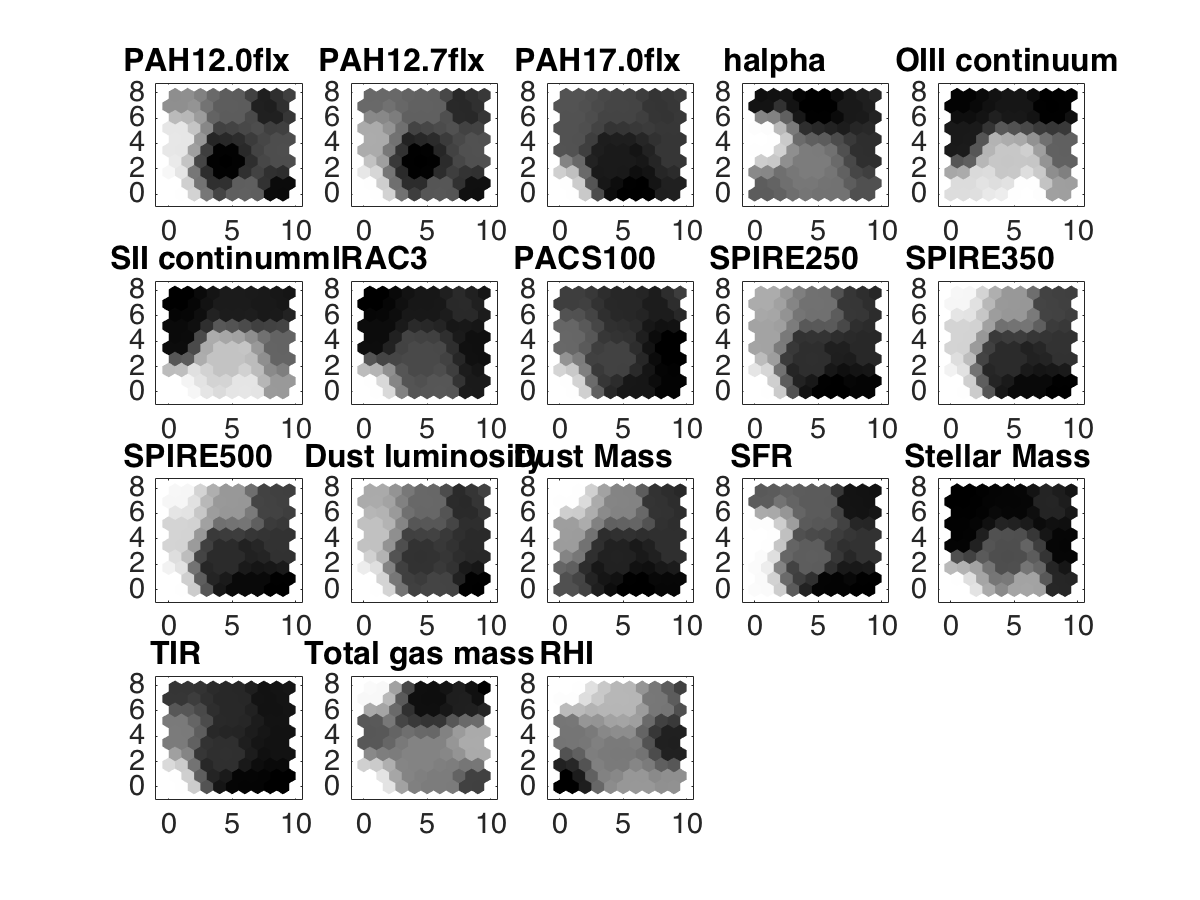 PAH12.0flx PAH12.7flx PAH17.0flx halpha OIII continuum
8 8 8 8 8
6 6 6 6 6
4 4 4 4 4
2 2 2 2 2
0 0 0 0 0
0 5 10 0 5 10 0 5 10 0 5 10 0 5 10
SII continumm IRAC3 PACS100 SPIRE250 SPIRE350
8 8 8 8 8
6 6 6 6 6
4 4 4 4 4
2 2 2 2 2
0 0 0 0 0
0 5 10 0 5 10 0 5 10 0 5 10 0 5 10
SPIRE500 Dust luminosity Dust Mass SFR Stellar Mass
8 8 8 8 8
6 6 6 6 6
4 4 4 4 4
2 2 2 2 2
0 0 0 0 0
0 5 10 0 5 10 0 5 10 0 5 10 0 5 10
TIR Total gas mass RHI
8 8 8
6 6 6
4 4 4
2 2 2
0 0 0
0 5 10 0 5 10 0 5 10